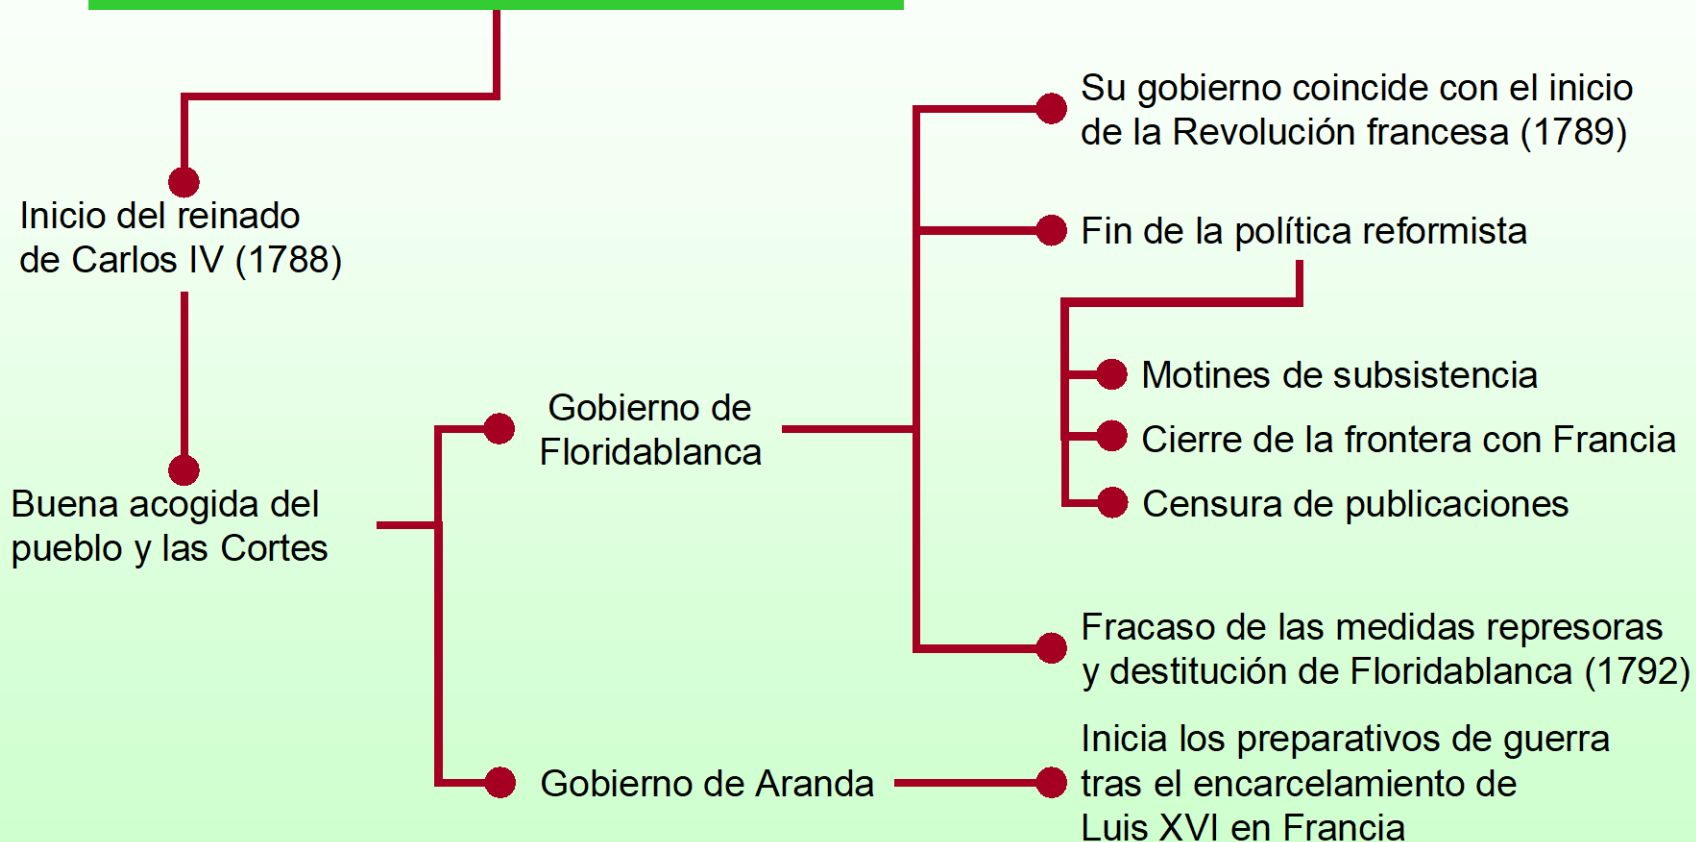 Inicio del reinado
de Carlos IV (1788)
Buena acogida del
pueblo y las Cortes
Gobierno de
Floridablanca
Su gobierno coincide con el inicio
de la Revolución francesa (1789)
Fin de la política reformista
Motines de subsistencia
Cierre de la frontera con Francia
Censura de publicaciones
Fracaso de las medidas represoras
y destitución de Floridablanca (1792)
Gobierno de Aranda
Inicia los preparativos de guerra
tras el encarcelamiento de
Luis XVI en Francia